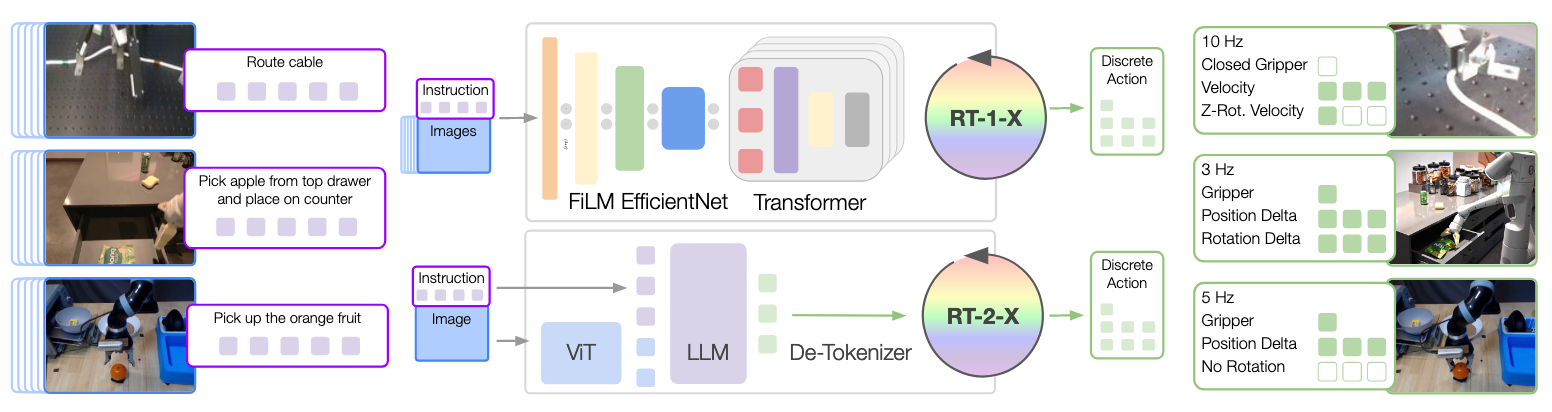 Route cable
Pick apple from top drawer
and place on counter
Pick up the orange fruit
Instruction
Images
FiLM EfficientNet
Transformer
RT-1-X
Discrete
Action
Instruction
Image
ViT
LLM
De-Tokenizer
RT-2-X
Discrete
Action
10 Hz
Closed Gripper
Velocity
Z-Rot. Velocity
3 Hz
Gripper
Position Delta
Rotation Delta
5 Hz
Gripper
Position Delta
No Rotation